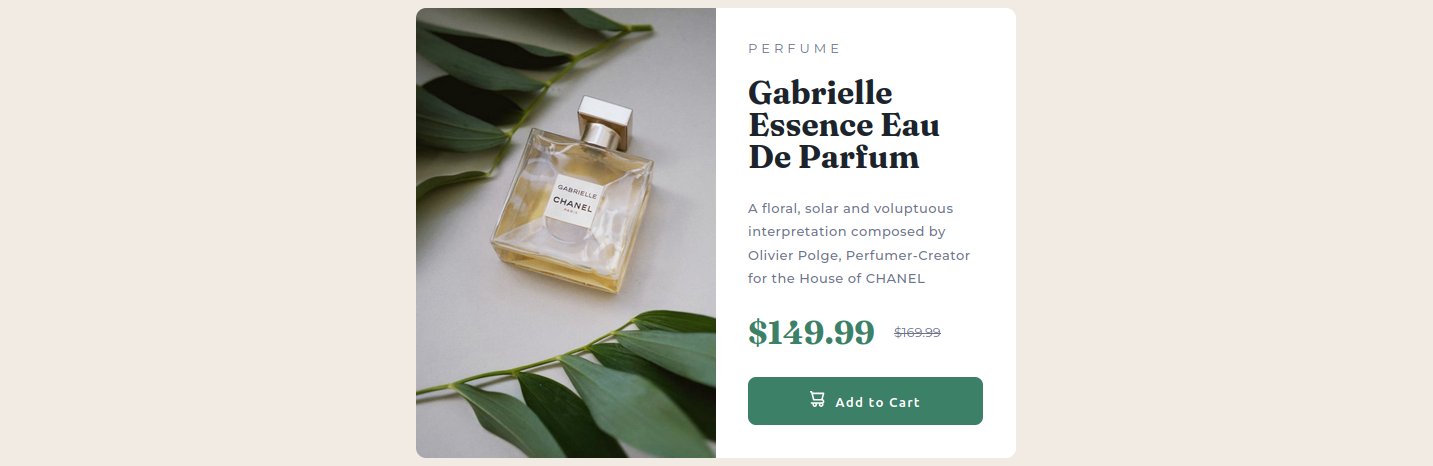 GABRIELLE
CHANEL
PARIS
PERFUME
Gabrielle
Essence Eau
De Parfum
A floral, solar and voluptuous
interpretation composed by
Olivier Polge, Perfumer-Creator
for the House of CHANEL
$149.99 $169.99
Add to Cart